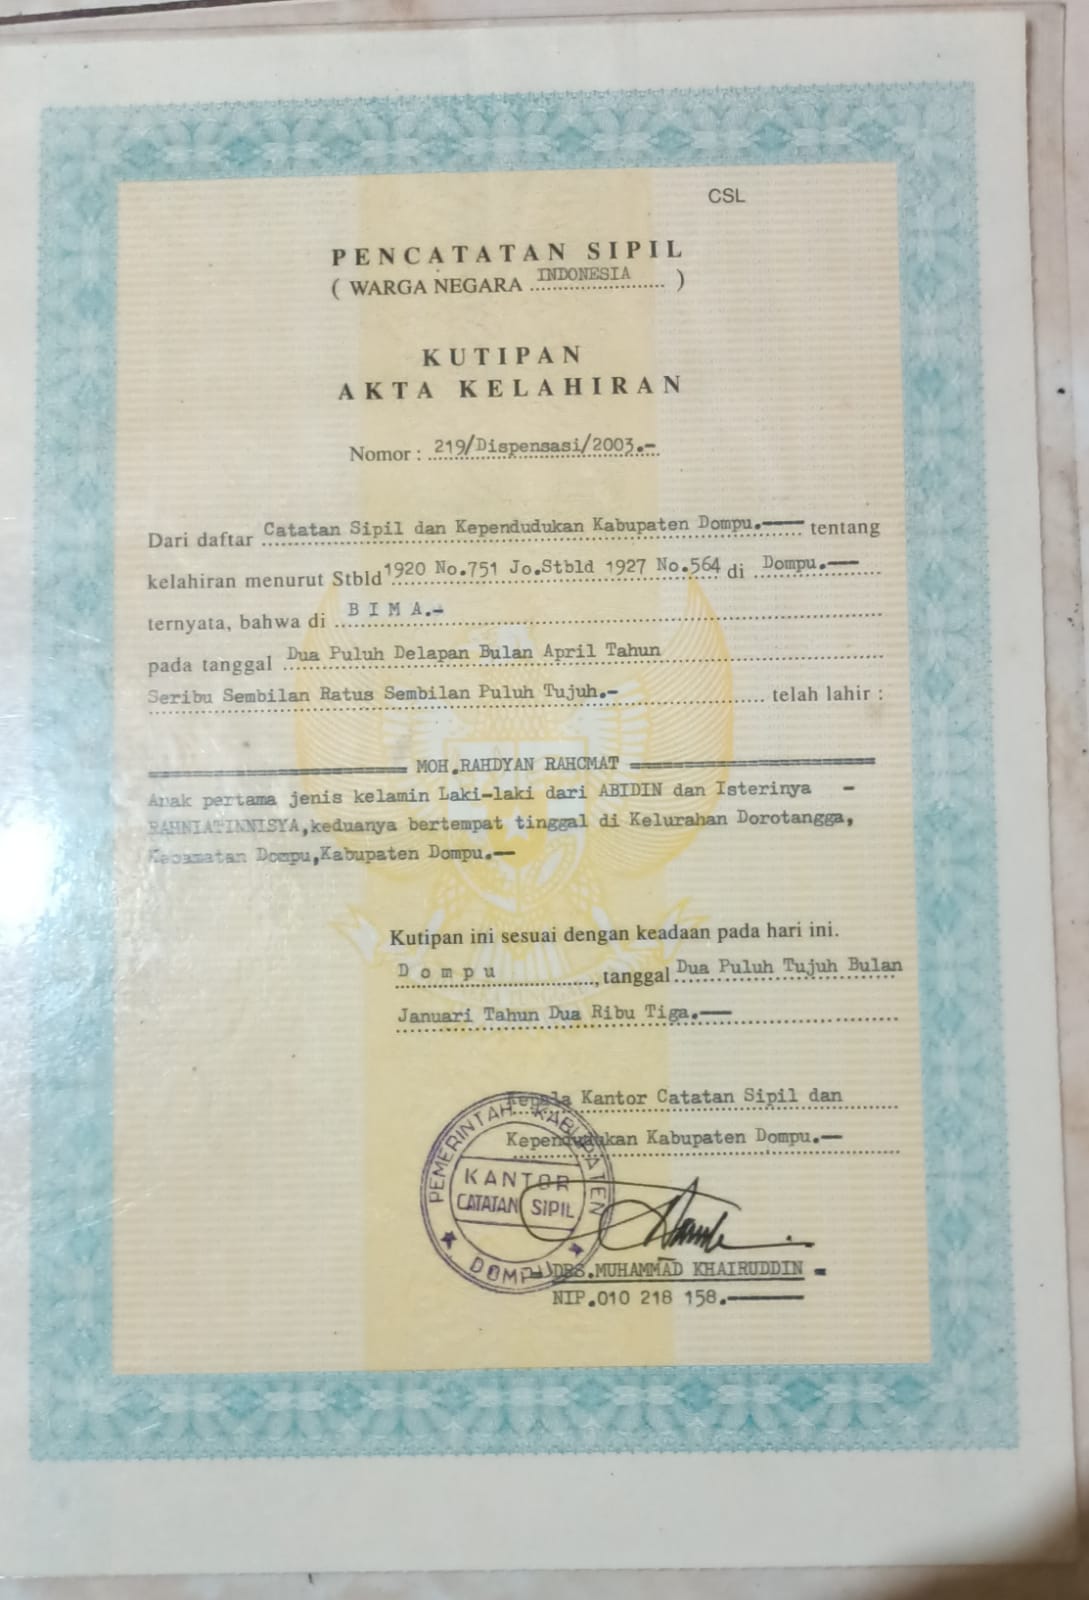 CSL
PENCATATAN SIPIL
( WARGA NEGARA INDONESIA )
KUTIPAN
AKTA KELAHIRAN
Nomor : 219/Dispensasi/2003.-
Dari daftar Catatan Sipil dan Kependudukan Kabupaten Dompu.---- tentang
kelahiran menurut Stbld 1920 No.751 Jo.Stbld 1927 No.564 di Dompu.---
ternyata, bahwa di B I M A.-
pada tanggal Dua Puluh Delapan Bulan April Tahun
Seribu Sembilan Ratus Sembilan Puluh Tujuh.- telah lahir :
MOH.RAHDYAN RAHCMAT
Anak pertama jenis kelamin Laki-laki dari ABIDIN dan Isterinya -
RAHNIATINNISYA,keduanya bertempat tinggal di Kelurahan Dorotangga,
Kecamatan Dompu,Kabupaten Dompu.--
Kutipan ini sesuai dengan keadaan pada hari ini.
D o m p u, tanggal Dua Puluh Tujuh Bulan
Januari Tahun Dua Ribu Tiga.---
Kepala Kantor Catatan Sipil dan
Kependudukan Kabupaten Dompu.--
PEMERINTAH KABUPATEN
KANTOR
CATATAN SIPIL
DOMPU
DRS.MUHAMMAD KHAIRUDDIN
NIP.010 218 158.------